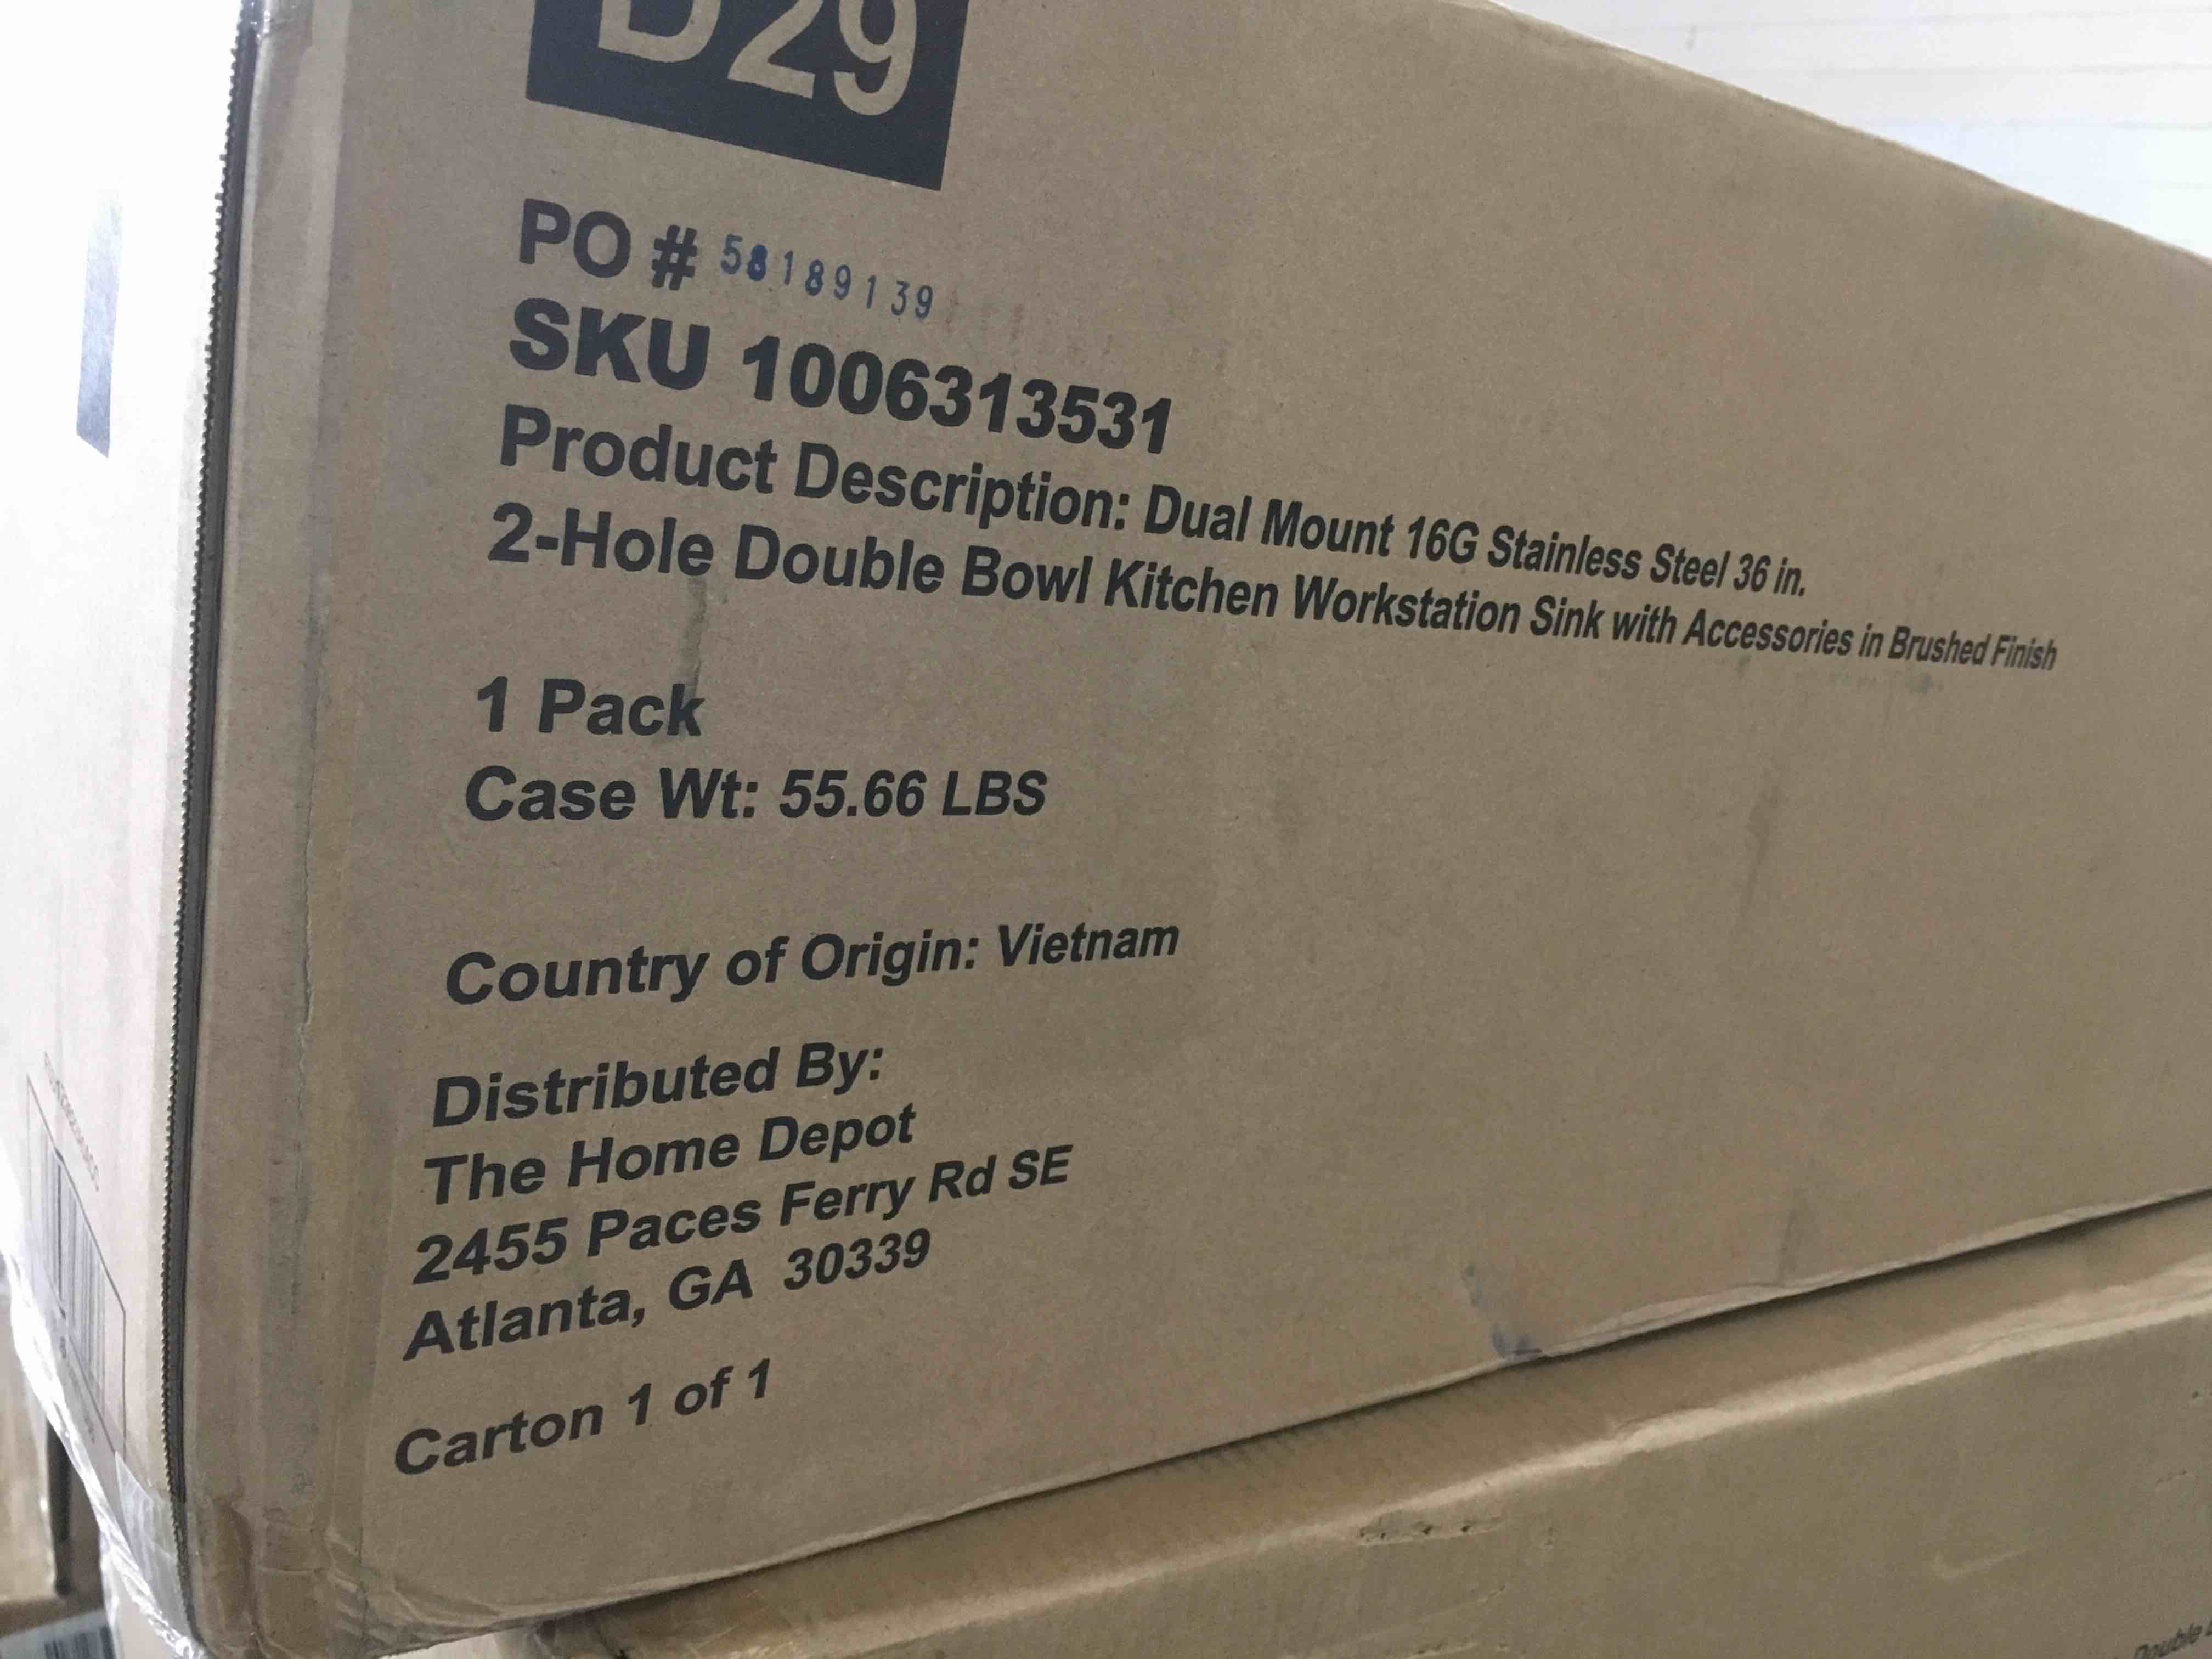 D29
PO # 58189139
SKU 1006313531
Product Description: Dual Mount 16G Stainless Steel 36 in.
2-Hole Double Bowl Kitchen Workstation Sink with Accessories in Brushed Finish
1 Pack
Case Wt: 55.66 LBS
Country of Origin: Vietnam
Distributed By:
The Home Depot
2455 Paces Ferry Rd SE
Atlanta, GA 30339
Carton 1 of 1
Double